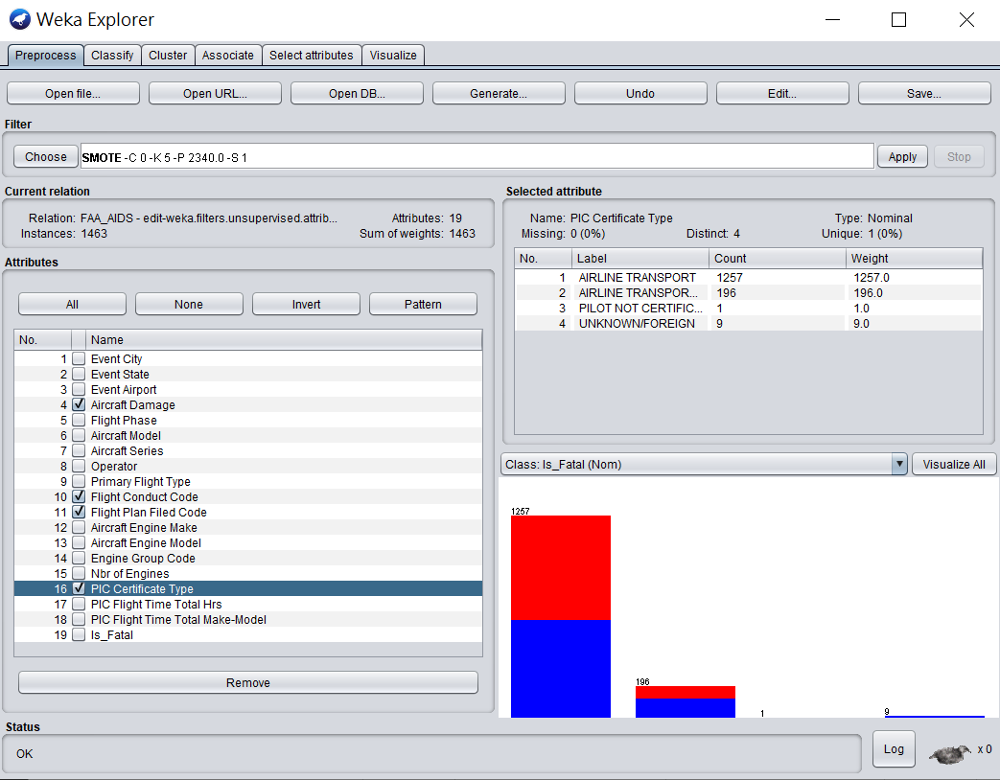 Weka Explorer
Preprocess Classify Cluster Associate Select attributes Visualize
Open file... Open URL... Open DB... Generate... Undo Edit... Save...
Filter
Choose SMOTE -C 0 -K 5 -P 2340.0 -S 1 Apply Stop
Current relation
Relation: FAA_AIDS - edit-weka.filters.unsupervised.attrib... Attributes: 19
Instances: 1463 Sum of weights: 1463
Attributes
All None Invert Pattern
No. Name
1 Event City
2 Event State
3 Event Airport
4 Aircraft Damage
5 Flight Phase
6 Aircraft Model
7 Aircraft Series
8 Operator
9 Primary Flight Type
10 Flight Conduct Code
11 Flight Plan Filed Code
12 Aircraft Engine Make
13 Aircraft Engine Model
14 Engine Group Code
15 Nbr of Engines
16 PIC Certificate Type
17 PIC Flight Time Total Hrs
18 PIC Flight Time Total Make-Model
19 Is_Fatal
Remove
Selected attribute
Name: PIC Certificate Type Type: Nominal
Missing: 0 (0%) Distinct: 4 Unique: 1 (0%)
No. Label Count Weight
1 AIRLINE TRANSPORT 1257 1257.0
2 AIRLINE TRANSPOR... 196 196.0
3 PILOT NOT CERTIFIC... 1 1.0
4 UNKNOWN/FOREIGN 9 9.0
Class: Is_Fatal (Nom) Visualize All
1257
196
1
9
Status
OK Log x 0